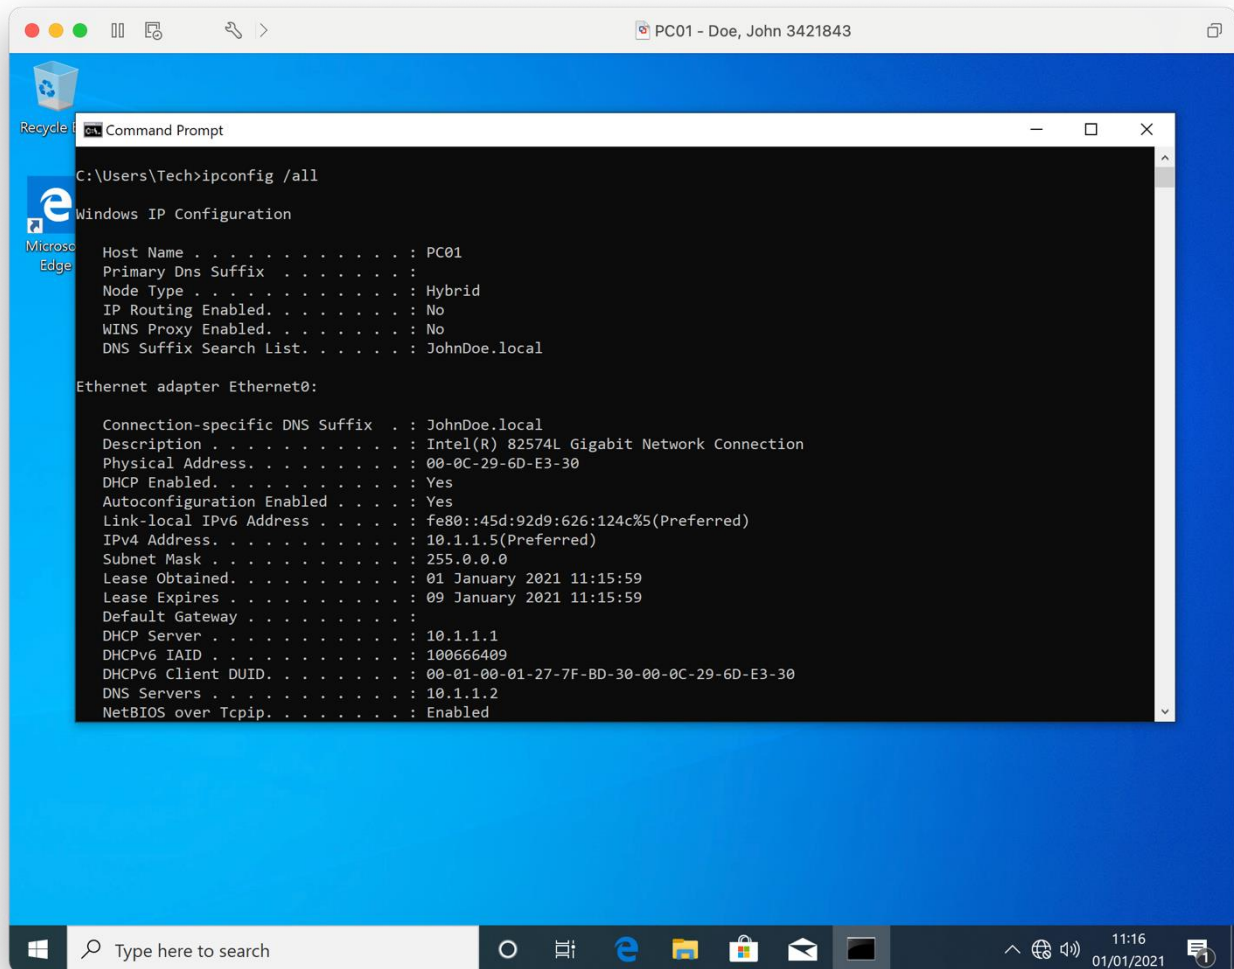 PC01 - Doe, John 3421843
Recycle
Command Prompt
C:\Users\Tech>ipconfig /all
Windows IP Configuration
Host Name . . . . . . . . . . . . : PC01
Primary Dns Suffix  . . . . . . . :
Node Type . . . . . . . . . . . . : Hybrid
IP Routing Enabled. . . . . . . . : No
WINS Proxy Enabled. . . . . . . . : No
DNS Suffix Search List. . . . . . : JohnDoe.local
Ethernet adapter Ethernet0:
Connection-specific DNS Suffix  . : JohnDoe.local
Description . . . . . . . . . . . : Intel(R) 82574L Gigabit Network Connection
Physical Address. . . . . . . . . : 00-0C-29-6D-E3-30
DHCP Enabled. . . . . . . . . . . : Yes
Autoconfiguration Enabled . . . . : Yes
Link-local IPv6 Address . . . . . : fe80::45d:92d9:626:124c%5(Preferred)
IPv4 Address. . . . . . . . . . . : 10.1.1.5(Preferred)
Subnet Mask . . . . . . . . . . . : 255.0.0.0
Lease Obtained. . . . . . . . . . : 01 January 2021 11:15:59
Lease Expires . . . . . . . . . . : 09 January 2021 11:15:59
Default Gateway . . . . . . . . . :
DHCP Server . . . . . . . . . . . : 10.1.1.1
DHCPv6 IAID . . . . . . . . . . . : 100666409
DHCPv6 Client DUID. . . . . . . . : 00-01-00-01-27-7F-BD-30-00-0C-29-6D-E3-30
DNS Servers . . . . . . . . . . . : 10.1.1.2
NetBIOS over Tcpip. . . . . . . . : Enabled
Microso
Edge
Type here to search
11:16
01/01/2021
1